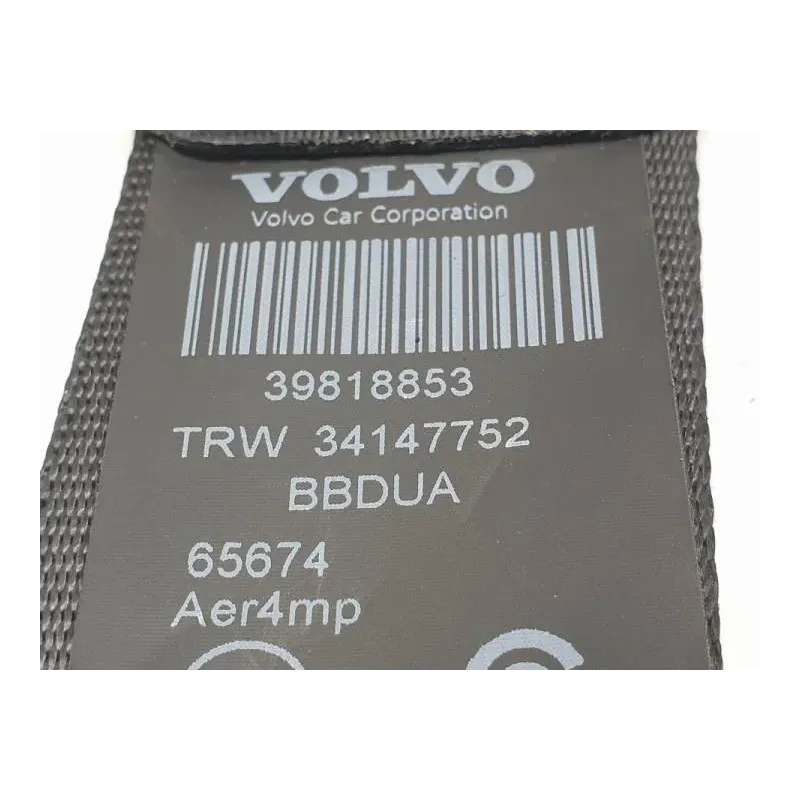 VOLVO
Volvo Car Corporation
39818853
TRW 34147752
BBDUA
65674
Aer4mp